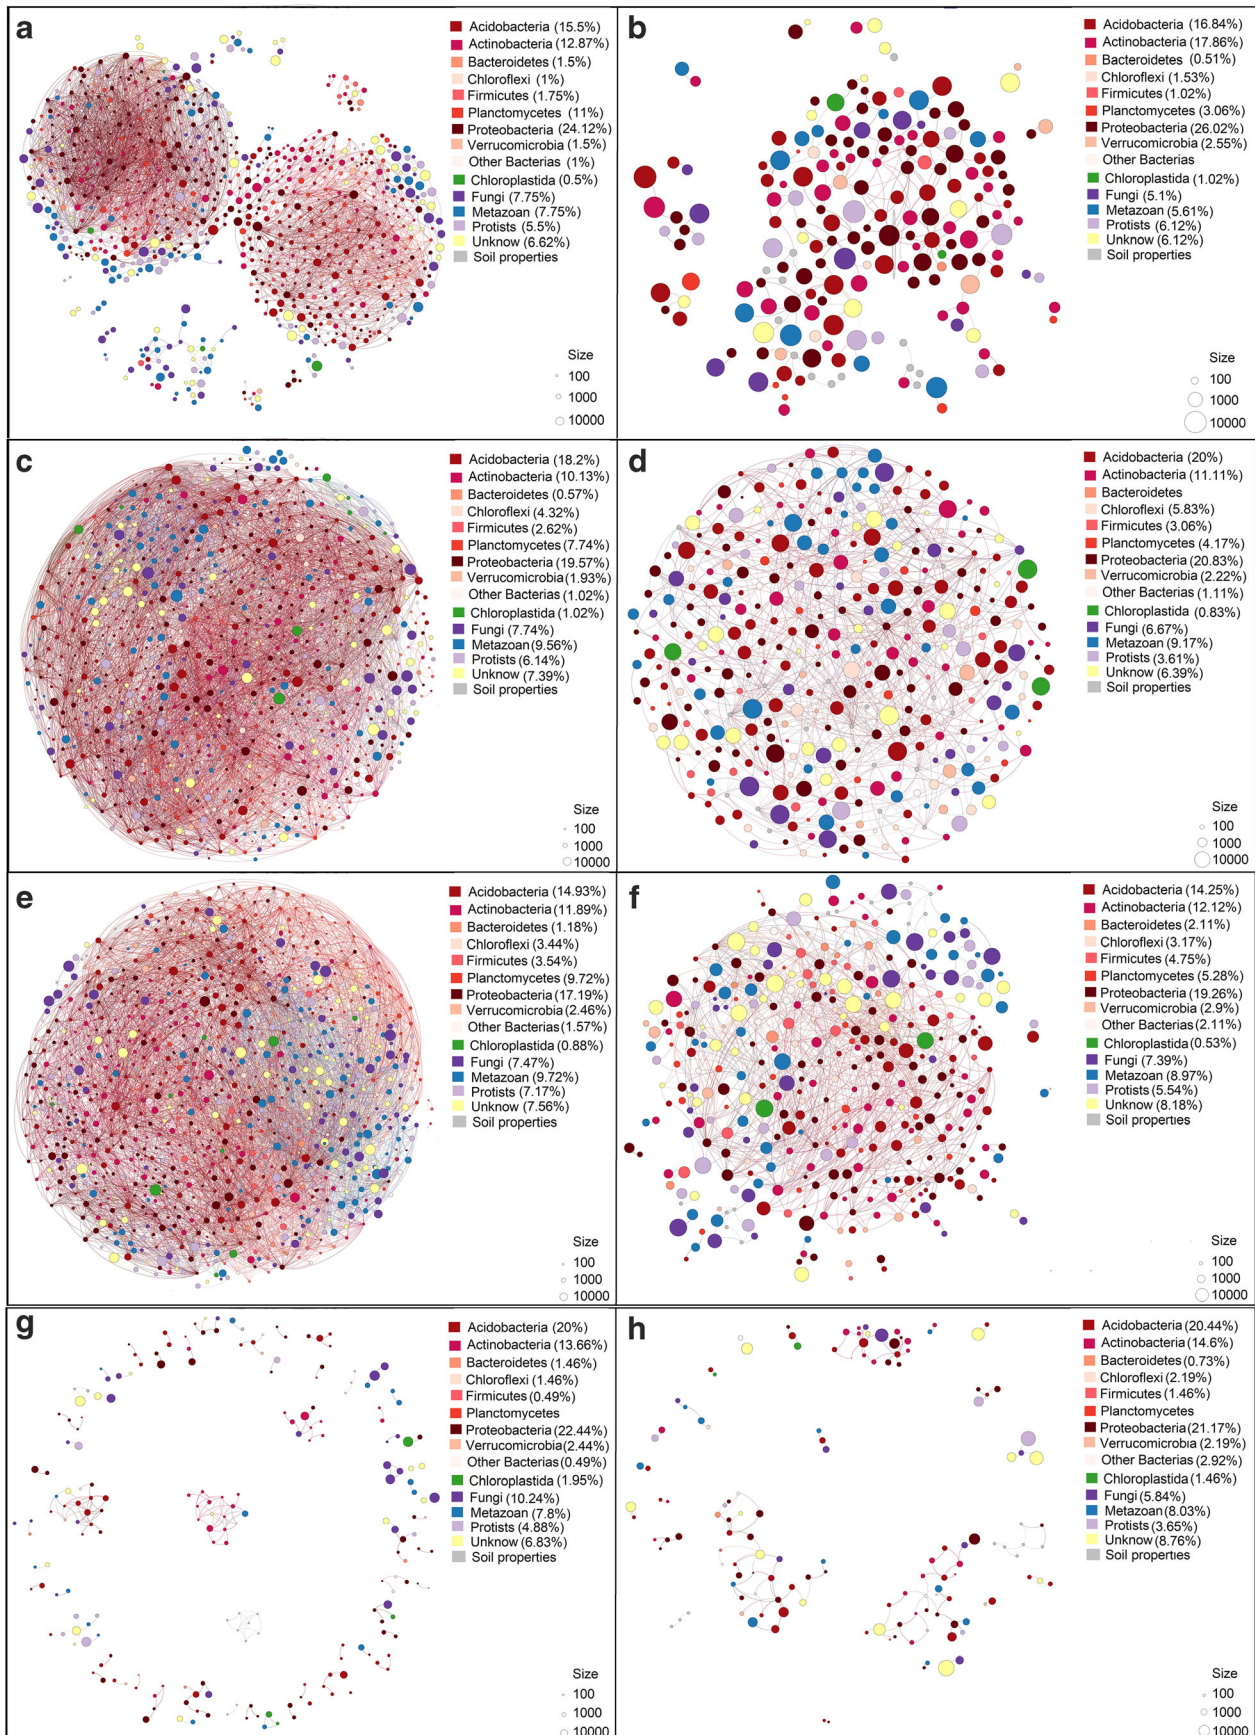 a
Acidobacteria (15.5%)
Actinobacteria (12.87%)
Bacteroidetes (1.5%)
Chloroflexi (1%)
Firmicutes (1.75%)
Planctomycetes (11%)
Proteobacteria (24.12%)
Verrucomicrobia (1.5%)
Other Bacterias (1%)
Chloroplastida (0.5%)
Fungi (7.75%)
Metazoan (7.75%)
Protists (5.5%)
Unknow (6.62%)
Soil properties
Size
100
1000
10000
b
Acidobacteria (16.84%)
Actinobacteria (17.86%)
Bacteroidetes (0.51%)
Chloroflexi (1.53%)
Firmicutes (1.02%)
Planctomycetes (3.06%)
Proteobacteria (26.02%)
Verrucomicrobia (2.55%)
Other Bacterias
Chloroplastida (1.02%)
Fungi (5.1%)
Metazoan (5.61%)
Protists (6.12%)
Unknow (6.12%)
Soil properties
Size
100
1000
10000
c
Acidobacteria (18.2%)
Actinobacteria (10.13%)
Bacteroidetes (0.57%)
Chloroflexi (4.32%)
Firmicutes (2.62%)
Planctomycetes (7.74%)
Proteobacteria (19.57%)
Verrucomicrobia (1.93%)
Other Bacterias (1.02%)
Chloroplastida (1.02%)
Fungi (7.74%)
Metazoan (9.56%)
Protists (6.14%)
Unknow (7.39%)
Soil properties
Size
100
1000
10000
d
Acidobacteria (20%)
Actinobacteria (11.11%)
Bacteroidetes
Chloroflexi (5.83%)
Firmicutes (3.06%)
Planctomycetes (4.17%)
Proteobacteria (20.83%)
Verrucomicrobia (2.22%)
Other Bacterias (1.11%)
Chloroplastida (0.83%)
Fungi (6.67%)
Metazoan (9.17%)
Protists (3.61%)
Unknow (6.39%)
Soil properties
Size
100
1000
10000
e
Acidobacteria (14.93%)
Actinobacteria (11.89%)
Bacteroidetes (1.18%)
Chloroflexi (3.44%)
Firmicutes (3.54%)
Planctomycetes (9.72%)
Proteobacteria (17.19%)
Verrucomicrobia (2.46%)
Other Bacterias (1.57%)
Chloroplastida (0.88%)
Fungi (7.47%)
Metazoan (9.72%)
Protists (7.17%)
Unknow (7.56%)
Soil properties
Size
100
1000
10000
f
Acidobacteria (14.25%)
Actinobacteria (12.12%)
Bacteroidetes (2.11%)
Chloroflexi (3.17%)
Firmicutes (4.75%)
Planctomycetes (5.28%)
Proteobacteria (19.26%)
Verrucomicrobia (2.9%)
Other Bacterias (2.11%)
Chloroplastida (0.53%)
Fungi (7.39%)
Metazoan (8.97%)
Protists (5.54%)
Unknow (8.18%)
Soil properties
Size
100
1000
10000
g
Acidobacteria (20%)
Actinobacteria (13.66%)
Bacteroidetes (1.46%)
Chloroflexi (1.46%)
Firmicutes (0.49%)
Planctomycetes
Proteobacteria (22.44%)
Verrucomicrobia (2.44%)
Other Bacterias (0.49%)
Chloroplastida (1.95%)
Fungi (10.24%)
Metazoan (7.8%)
Protists (4.88%)
Unknow (6.83%)
Soil properties
Size
100
1000
10000
h
Acidobacteria (20.44%)
Actinobacteria (14.6%)
Bacteroidetes (0.73%)
Chloroflexi (2.19%)
Firmicutes (1.46%)
Planctomycetes
Proteobacteria (21.17%)
Verrucomicrobia (2.19%)
Other Bacterias (2.92%)
Chloroplastida (1.46%)
Fungi (5.84%)
Metazoan (8.03%)
Protists (3.65%)
Unknow (8.76%)
Soil properties
Size
100
1000
10000